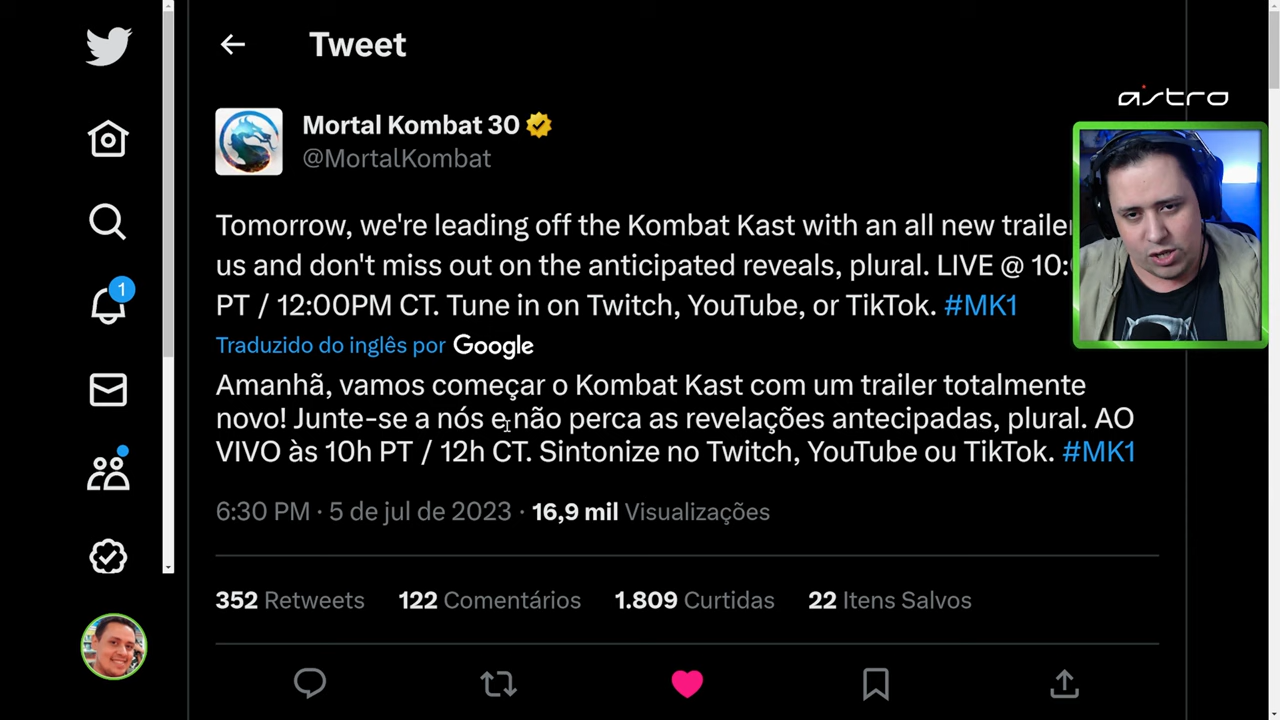 Tweet
astro
Mortal Kombat 30
@MortalKombat
Tomorrow, we're leading off the Kombat Kast with an all new trailer
us and don't miss out on the anticipated reveals, plural. LIVE @ 10:
PT / 12:00PM CT. Tune in on Twitch, YouTube, or TikTok. #MK1
Traduzido do inglês por Google
Amanhã, vamos começar o Kombat Kast com um trailer totalmente
novo! Junte-se a nós e não perca as revelações antecipadas, plural. AO
VIVO às 10h PT / 12h CT. Sintonize no Twitch, YouTube ou TikTok. #MK1
6:30 PM · 5 de jul de 2023 · 16,9 mil Visualizações
352 Retweets 122 Comentários 1.809 Curtidas 22 Itens Salvos
1